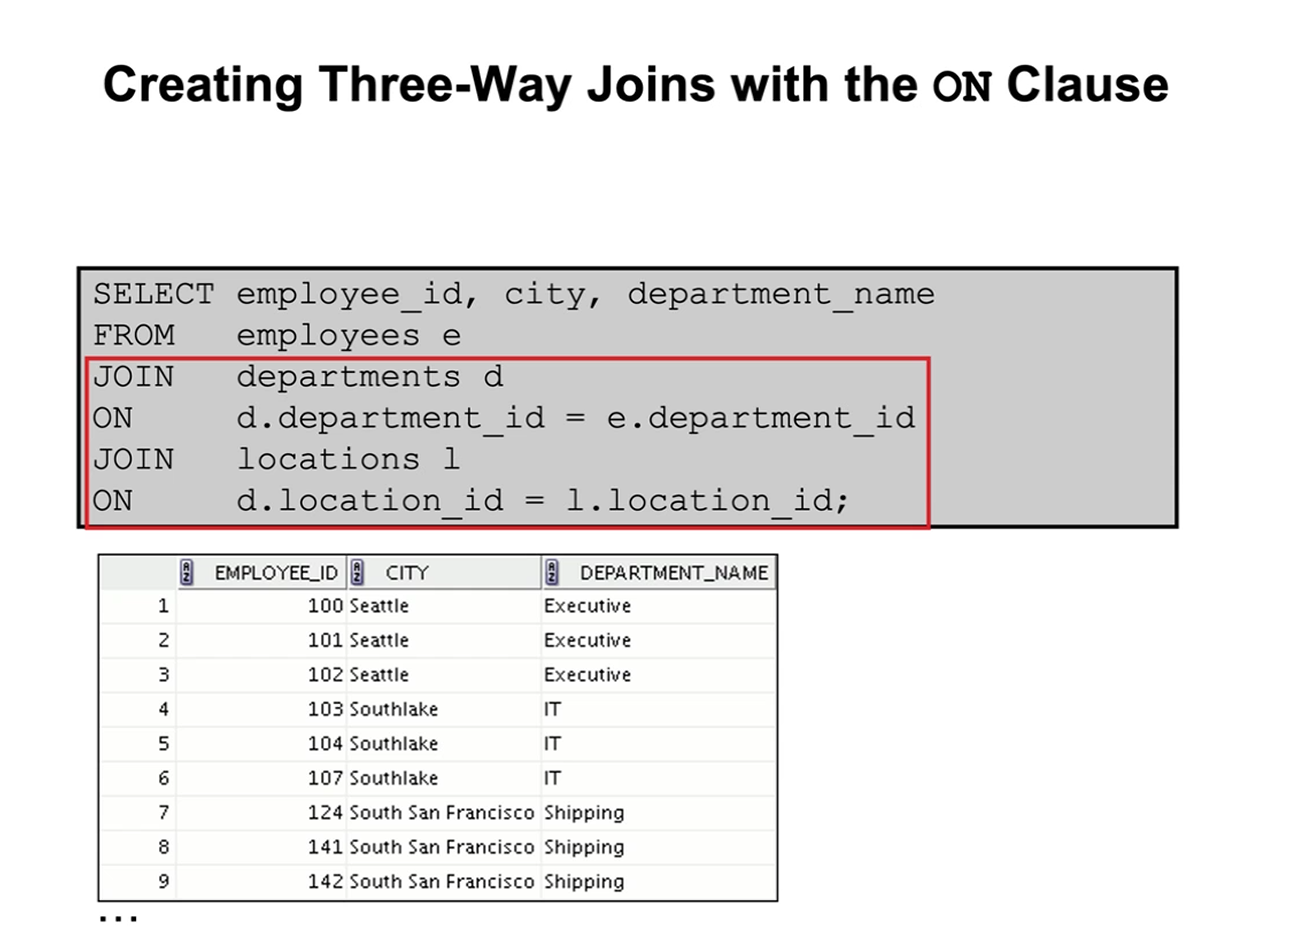 Creating Three-Way Joins with the ON Clause
SELECT employee_id, city, department_name
FROM employees e
JOIN departments d
ON d.department_id = e.department_id
JOIN locations l
ON d.location_id = l.location_id;
EMPLOYEE_ID CITY DEPARTMENT_NAME
1 100 Seattle Executive
2 101 Seattle Executive
3 102 Seattle Executive
4 103 Southlake IT
5 104 Southlake IT
6 107 Southlake IT
7 124 South San Francisco Shipping
8 141 South San Francisco Shipping
9 142 South San Francisco Shipping
...